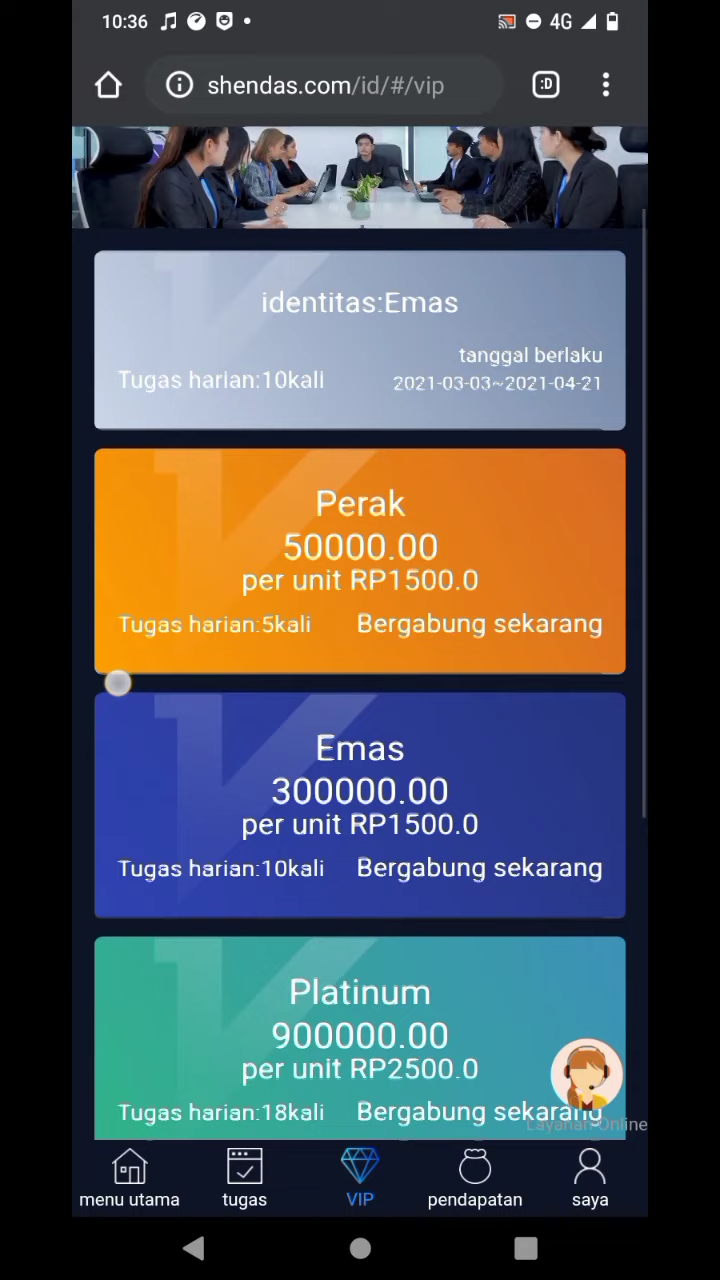 10:36
4G
shendas.com/id/#/vip
:D
identitas:Emas
tanggal berlaku
Tugas harian:10kali
2021-03-03~2021-04-21
Perak
50000.00
per unit RP1500.0
Tugas harian:5kali
Bergabung sekarang
Emas
300000.00
per unit RP1500.0
Tugas harian:10kali
Bergabung sekarang
Platinum
900000.00
per unit RP2500.0
Tugas harian:18kali
Bergabung sekarang
Layanan Online
menu utama
tugas
VIP
pendapatan
saya